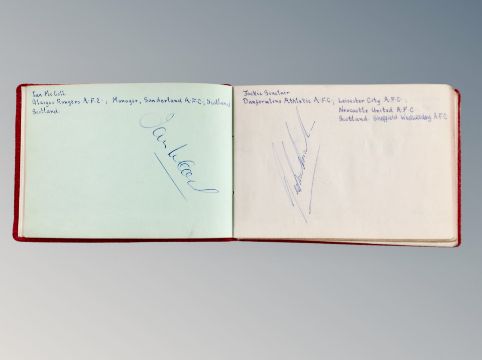 Ian McColl
Glasgow Rangers A.F.C, Manager, Sunderland A.F.C, Scotland
Scotland.
Jackie Sinclair
Dunfermline Athletic A.F.C, Leicester City A.F.C
Newcastle United A.F.C
Scotland Sheffield Wednesday A.F.C